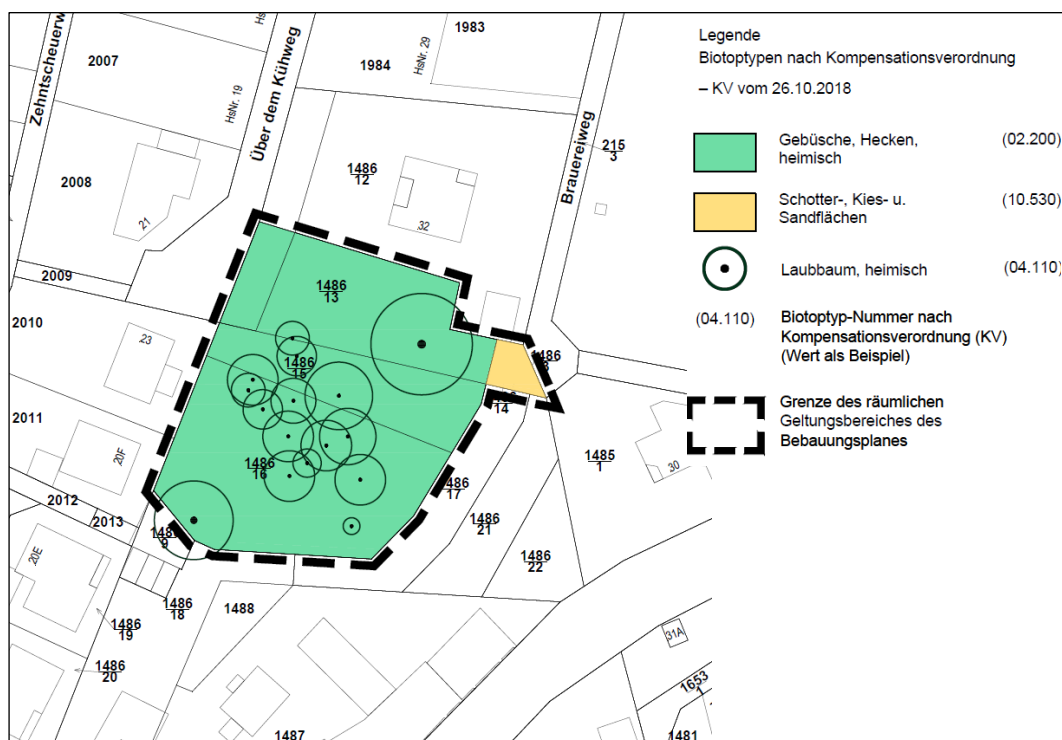 Zehntscheuerw
2007
HsNr. 19
Über dem Kühweg
1984
HsNr. 29
1983
Brauereiweg
215
3
2008
21
1486
12
32
2009
1486
13
2010
23
1486
15
1486
8
14
2011
20F
1486
16
1486
17
1485
1
30
2012
2013
9
1486
21
1486
22
20E
1486
18
1488
1486
19
1486
20
31A
1653
1
1487
1481
Legende
Biotoptypen nach Kompensationsverordnung
– KV vom 26.10.2018
Gebüsche, Hecken, (02.200)
heimisch
Schotter-, Kies- u. (10.530)
Sandflächen
Laubbaum, heimisch (04.110)
(04.110) Biotoptyp-Nummer nach
Kompensationsverordnung (KV)
(Wert als Beispiel)
Grenze des räumlichen
Geltungsbereiches des
Bebauungsplanes